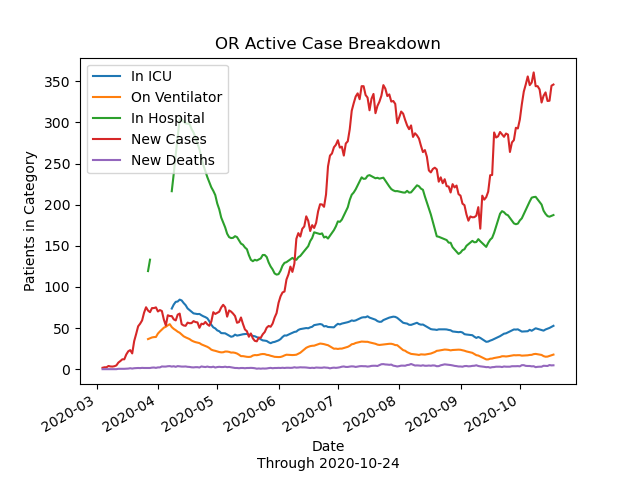 OR Active Case Breakdown
In ICU
On Ventilator
In Hospital
New Cases
New Deaths
Patients in Category
350
300
250
200
150
100
50
0
2020-03
2020-04
2020-05
2020-06
2020-07
2020-08
2020-09
2020-10
Date
Through 2020-10-24